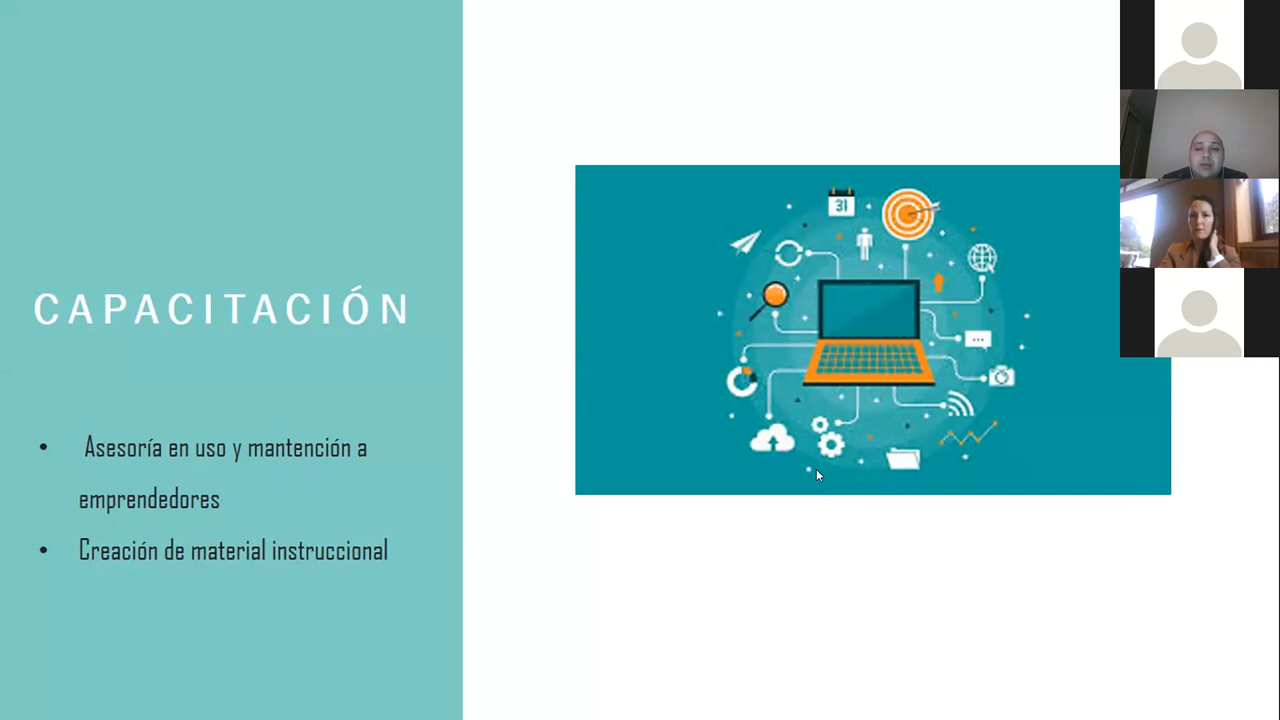 CAPACITACIÓN
• Asesoría en uso y mantención a
emprendedores
• Creación de material instruccional
31